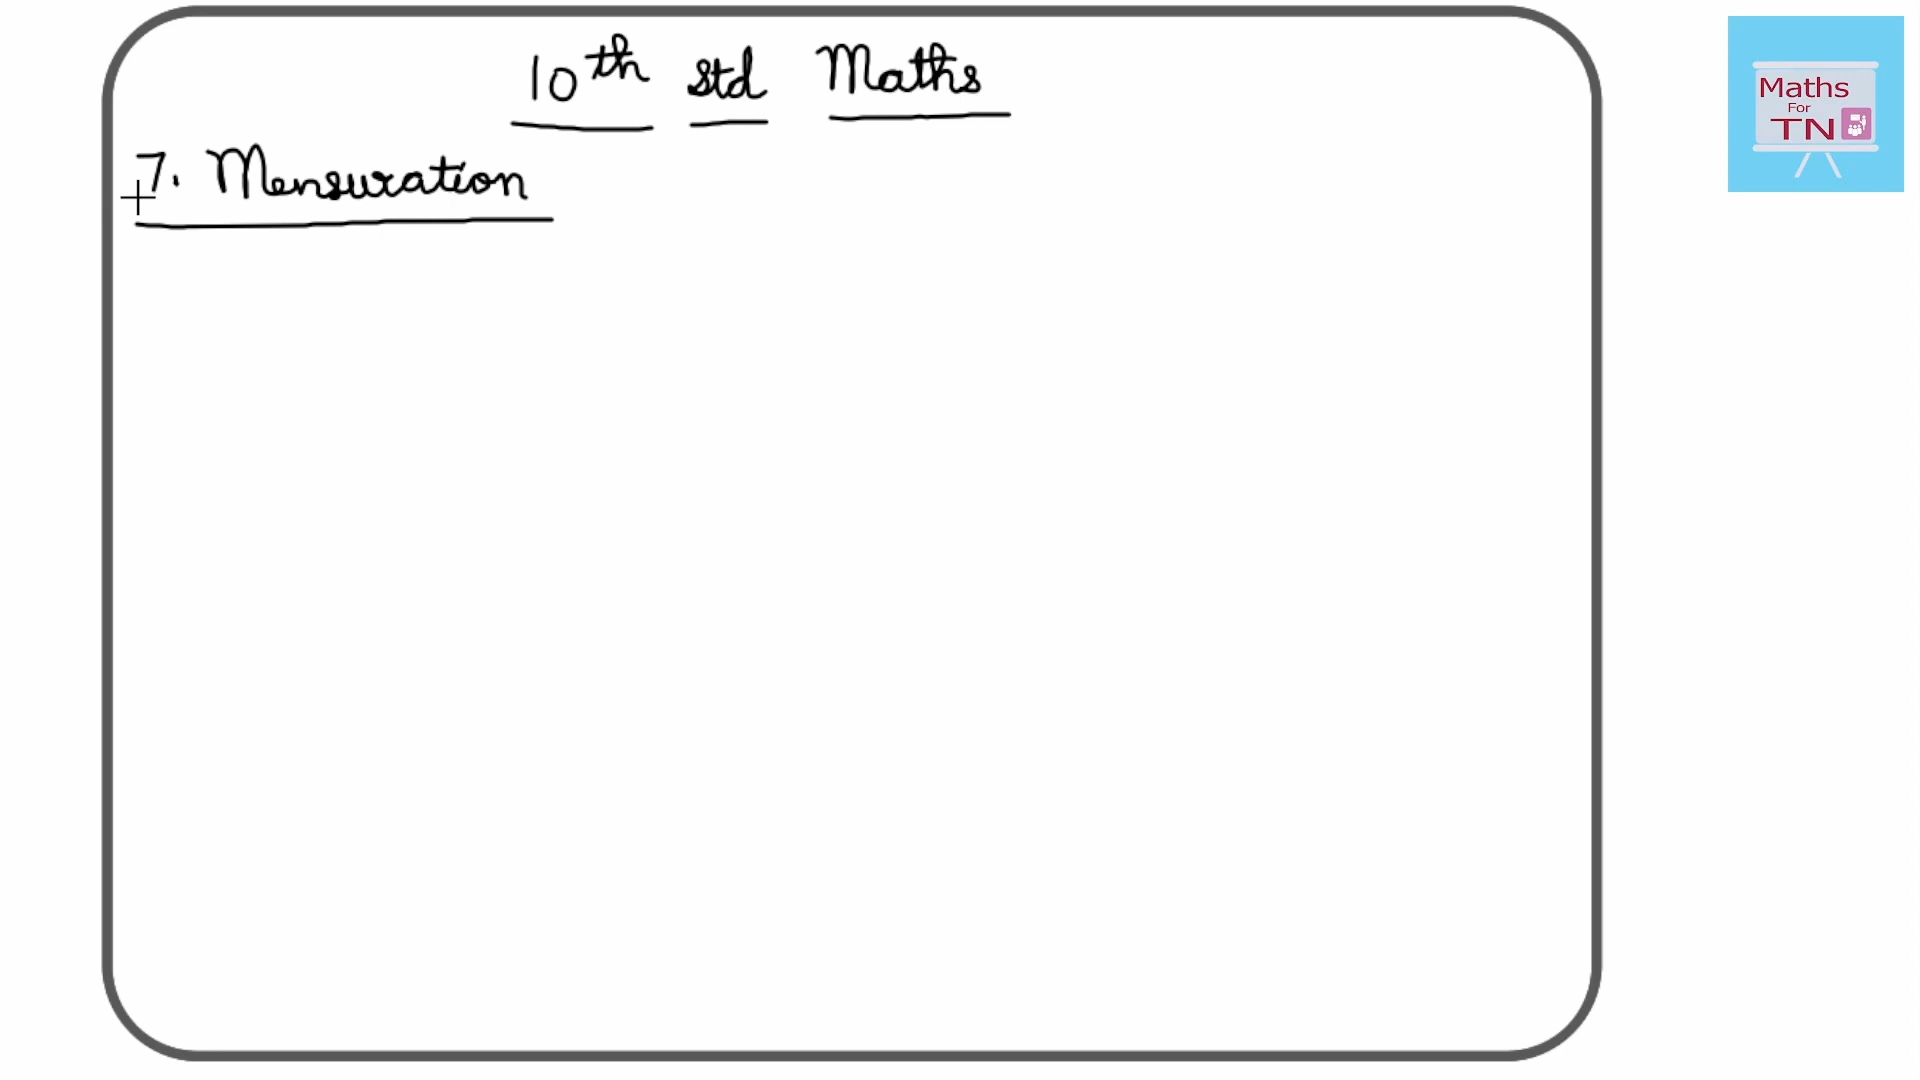 10th std Maths
7. Mensuration
Maths
For
TN